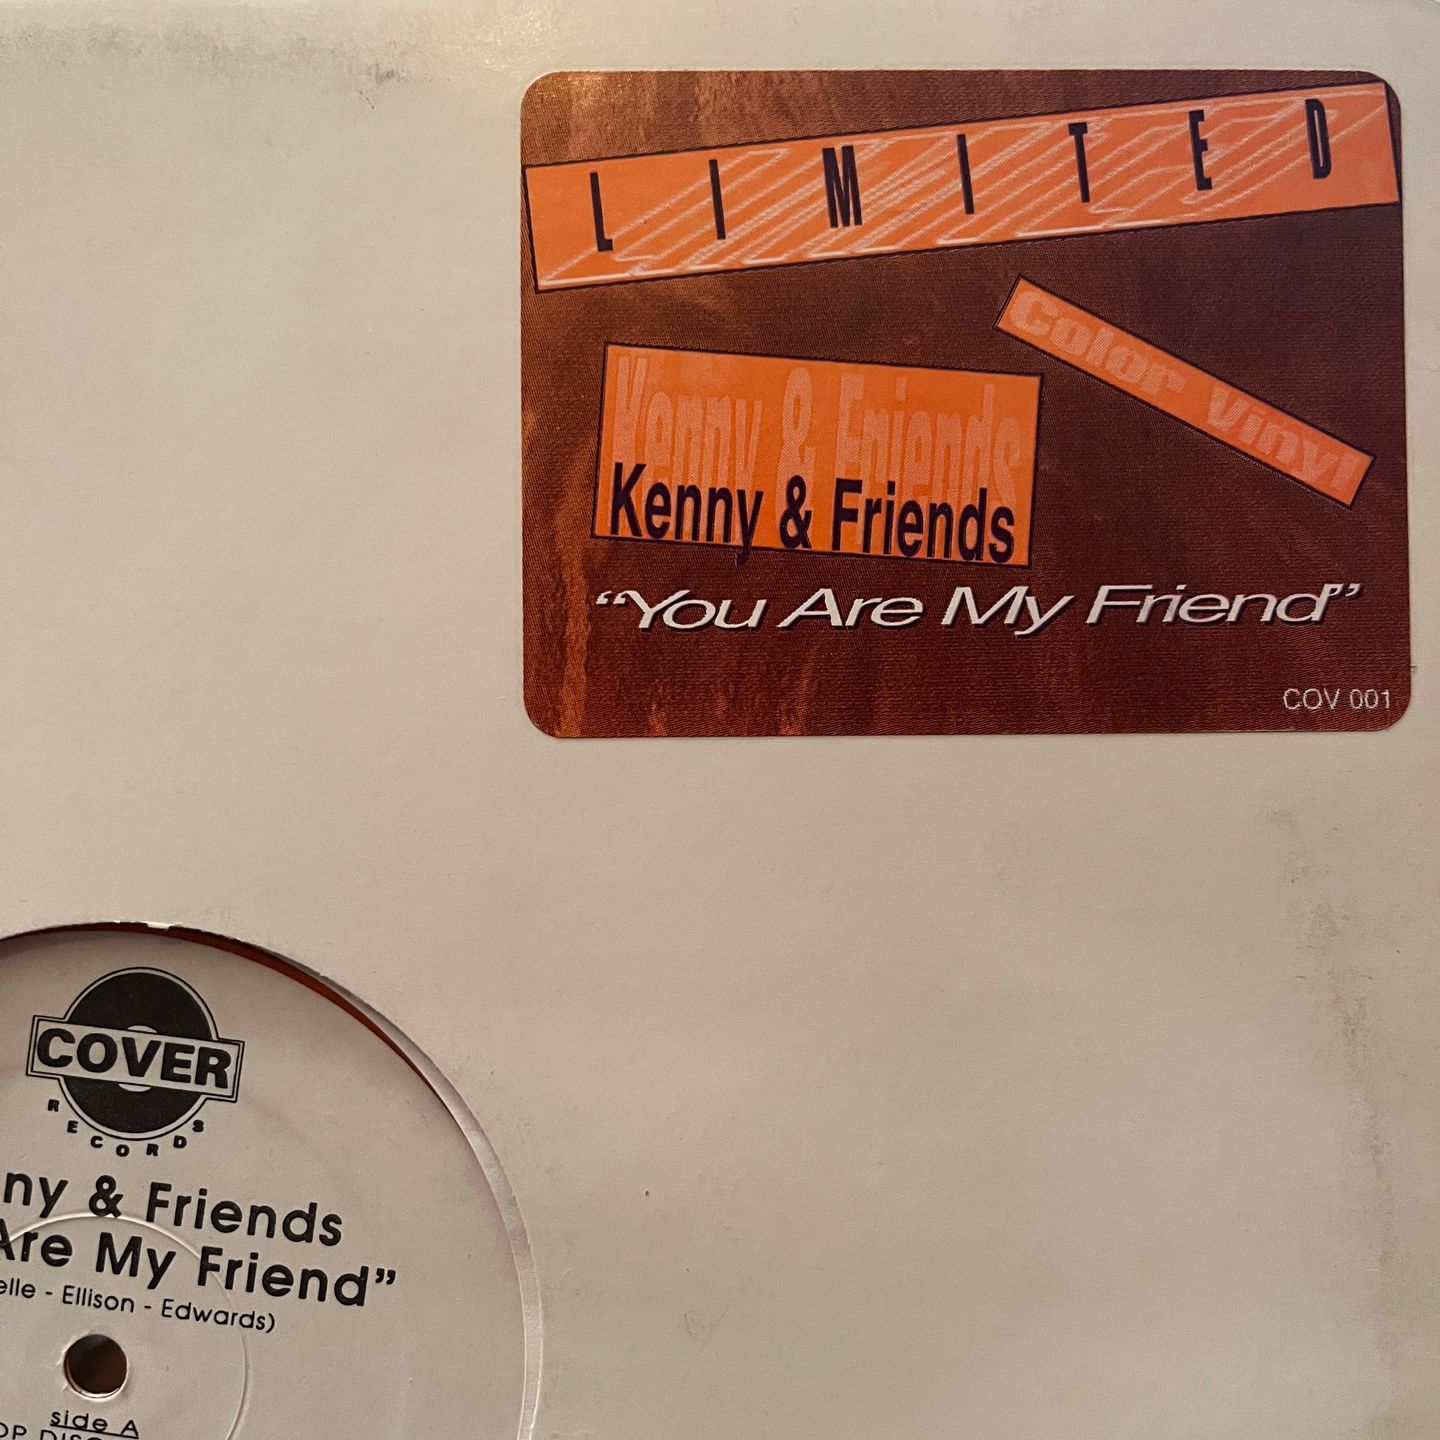 LIMITED
Color Vinyl
Kenny & Friends
Kenny & Friends
“You Are My Friend”
COV 001
COVER
RECORDS
ny & Friends
Are My Friend”
elle - Ellison - Edwards)
side A